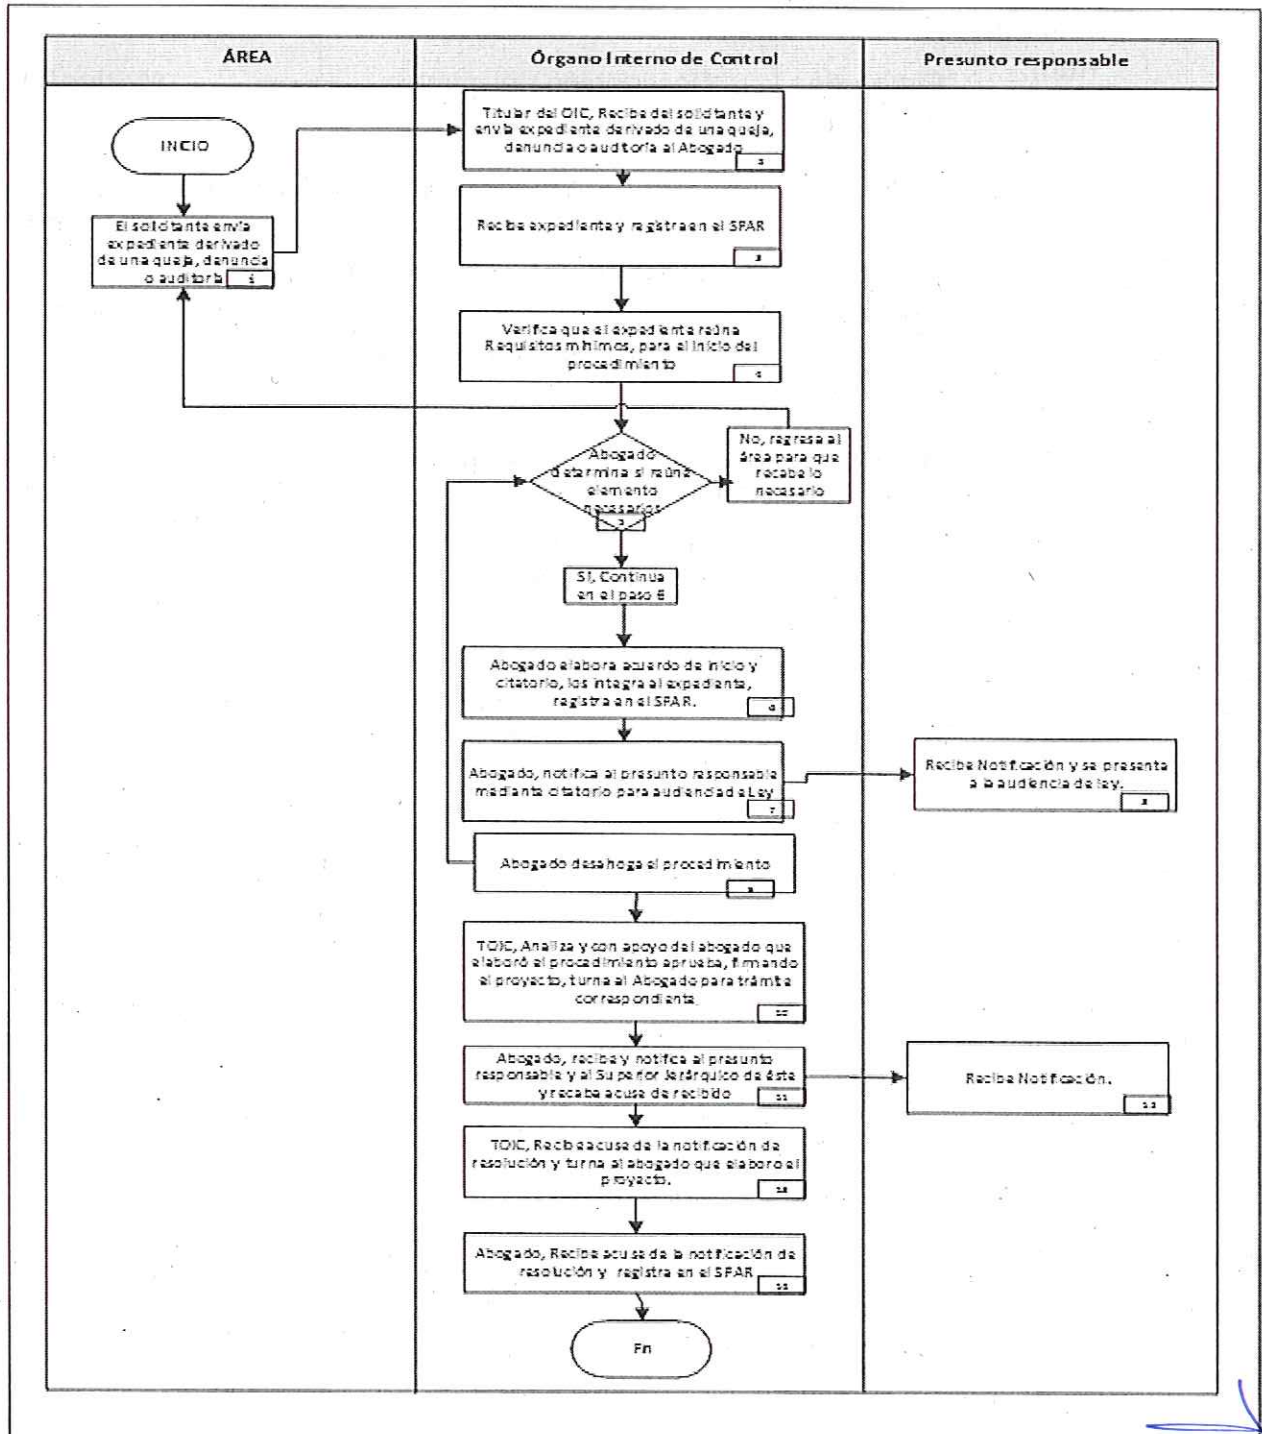 ÁREA
Órgano Interno de Control
Presunto responsable
INCIO
El solicitante envía
expediente derivado
de una queja, denuncia
o auditoría
1
Titular del OIC, Recibe del solicitante y
envía expediente derivado de una queja,
denuncia o auditoría al Abogado
2
Recibe expediente y registra en el SPAR
3
Verifica que el expediente reúna
Requisitos mínimos, para el inicio del
procedimiento
4
Abogado
determina si reúne
elemento
necesarios
No, regresa al
área para que
recabe lo
necesario
Sí, Continua
en el paso 6
Abogado elabora acuerdo de inicio y
citatorio, los integra al expediente,
registra en el SPAR.
6
Abogado, notifica al presunto responsable
mediante citatorio para audiencia de Ley
7
Recibe Notificación y se presenta
a la audiencia de ley.
Abogado desahoga el procedimiento
TOIC, Analiza y con apoyo del abogado que
elaboró el procedimiento aprueba, firmando
el proyecto, turna al Abogado para trámite
correspondiente.
10
Abogado, recibe y notifica al presunto
responsable y al Superior Jerárquico de éste
y recaba acuse de recibido
11
Recibe Notificación.
TOIC, Recibe acuse de la notificación de
resolución y turna al abogado que elaboro el
proyecto.
Abogado, Recibe acuse de la notificación de
resolución y registra en el SPAR
Fin